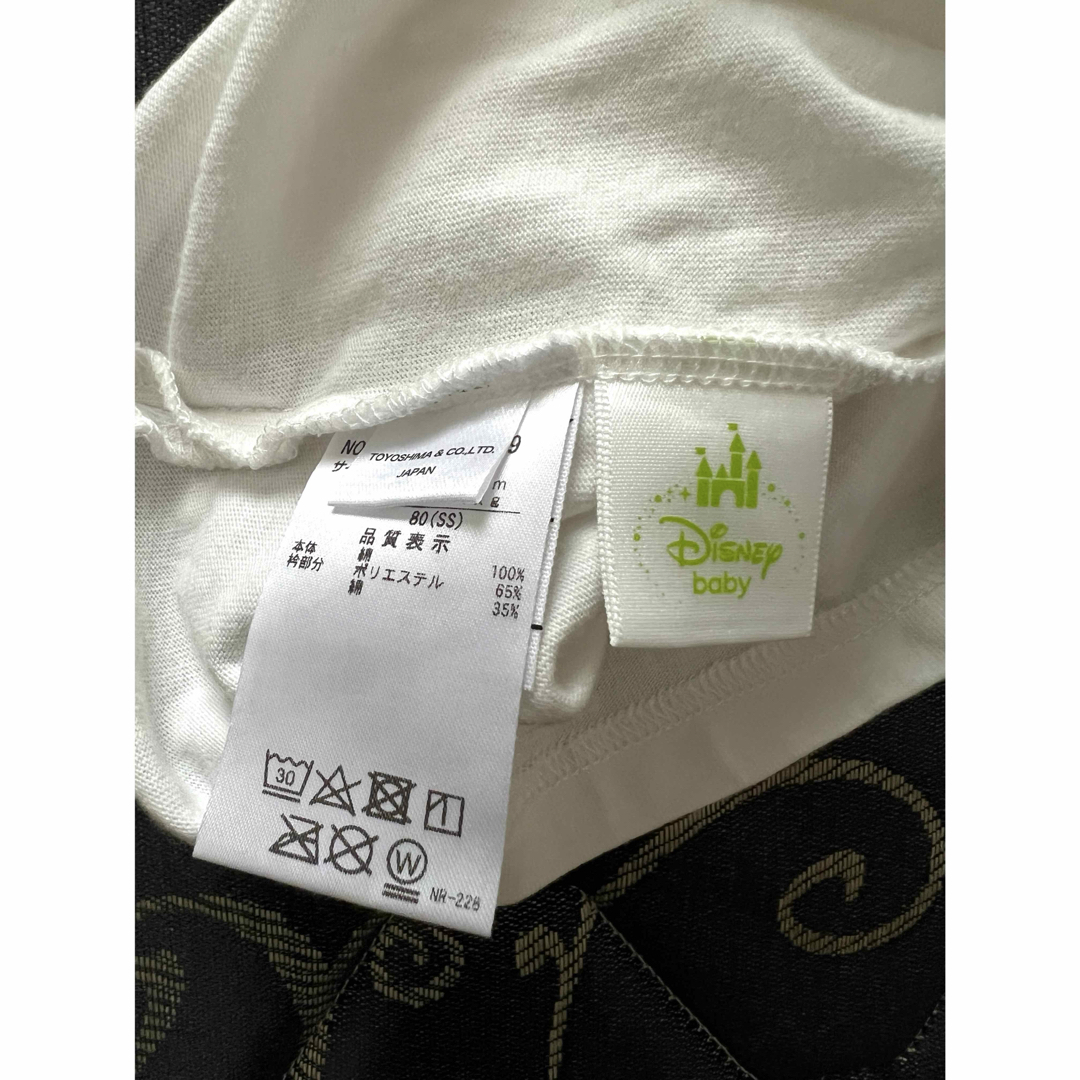 NO 9
TOYOSHIMA & CO.,LTD.
JAPAN
サ
m
80(SS)
品質表示
本体 綿 100%
衿部分 ポリエステル 65%
綿 35%
30
W
NR-228
Disney
baby